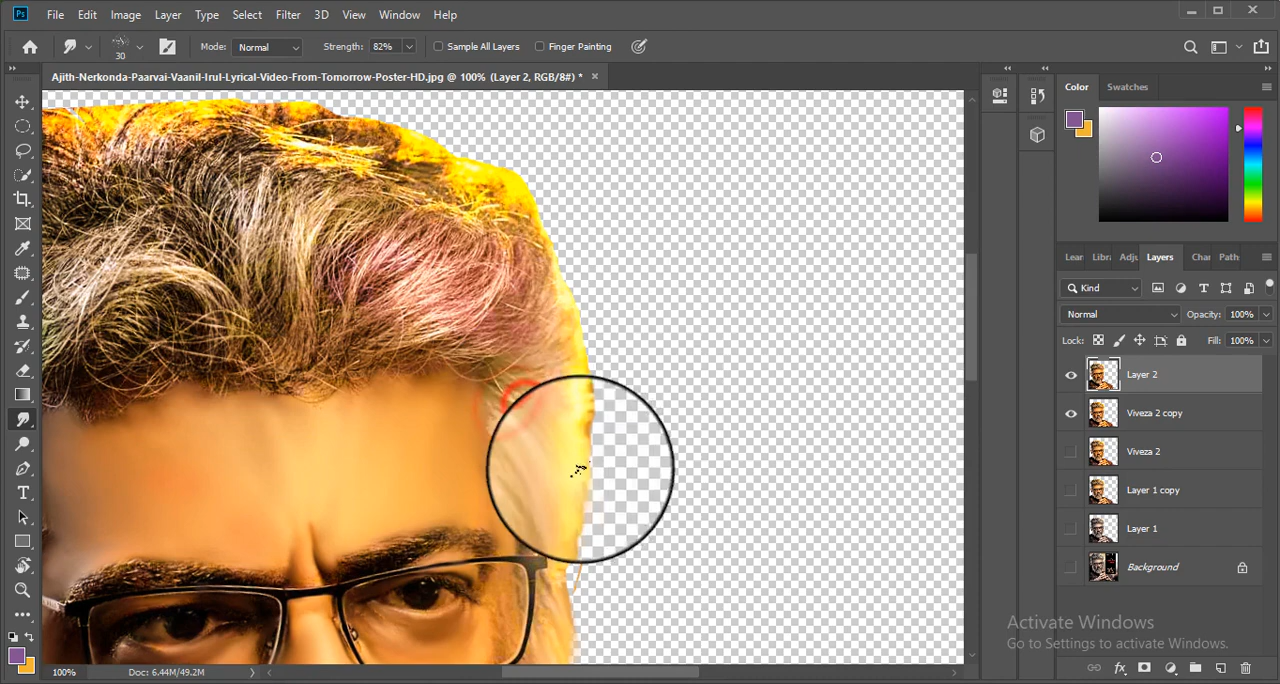 Ps File Edit Image Layer Type Select Filter 3D View Window Help
30 Mode: Normal Strength: 82% Sample All Layers Finger Painting
Ajith-Nerkonda-Paarvai-Vaanil-Irul-Lyrical-Video-From-Tomorrow-Poster-HD.jpg @ 100% (Layer 2, RGB/8#) *
Color Swatches
Lear Libra Adju Layers Char Path
Kind
Normal Opacity: 100%
Lock: Fill: 100%
Layer 2
Viveza 2 copy
Viveza 2
Layer 1 copy
Layer 1
Background
Activate Windows
Go to Settings to activate Windows.
100% Doc: 6.44M/49.2M